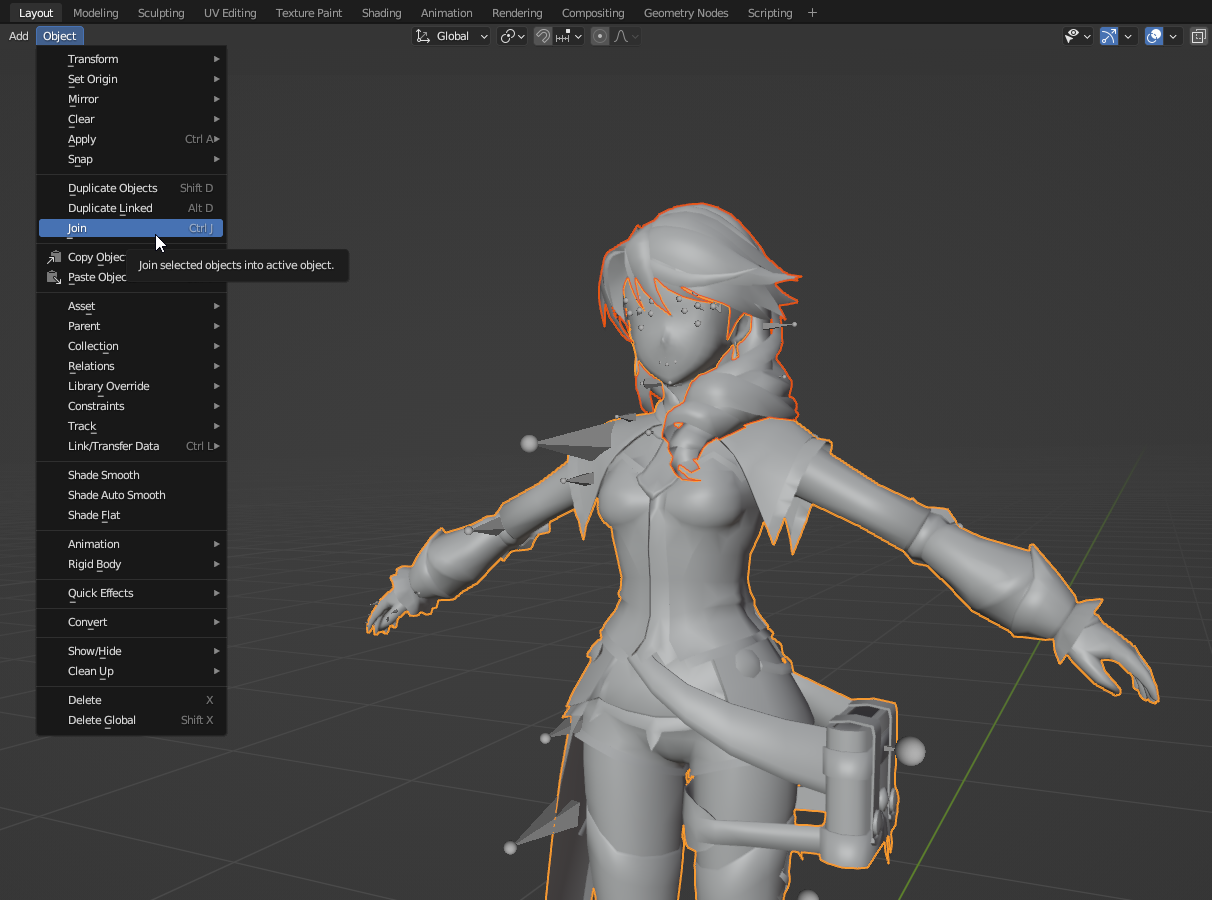 Layout Modeling Sculpting UV Editing Texture Paint Shading Animation Rendering Compositing Geometry Nodes Scripting +
Add Object Global
Transform
Set Origin
Mirror
Clear
Apply Ctrl A
Snap
Duplicate Objects Shift D
Duplicate Linked Alt D
Join Ctrl J
Copy Objec
Join selected objects into active object.
Paste Objec
Asset
Parent
Collection
Relations
Library Override
Constraints
Track
Link/Transfer Data Ctrl L
Shade Smooth
Shade Auto Smooth
Shade Flat
Animation
Rigid Body
Quick Effects
Convert
Show/Hide
Clean Up
Delete X
Delete Global Shift X